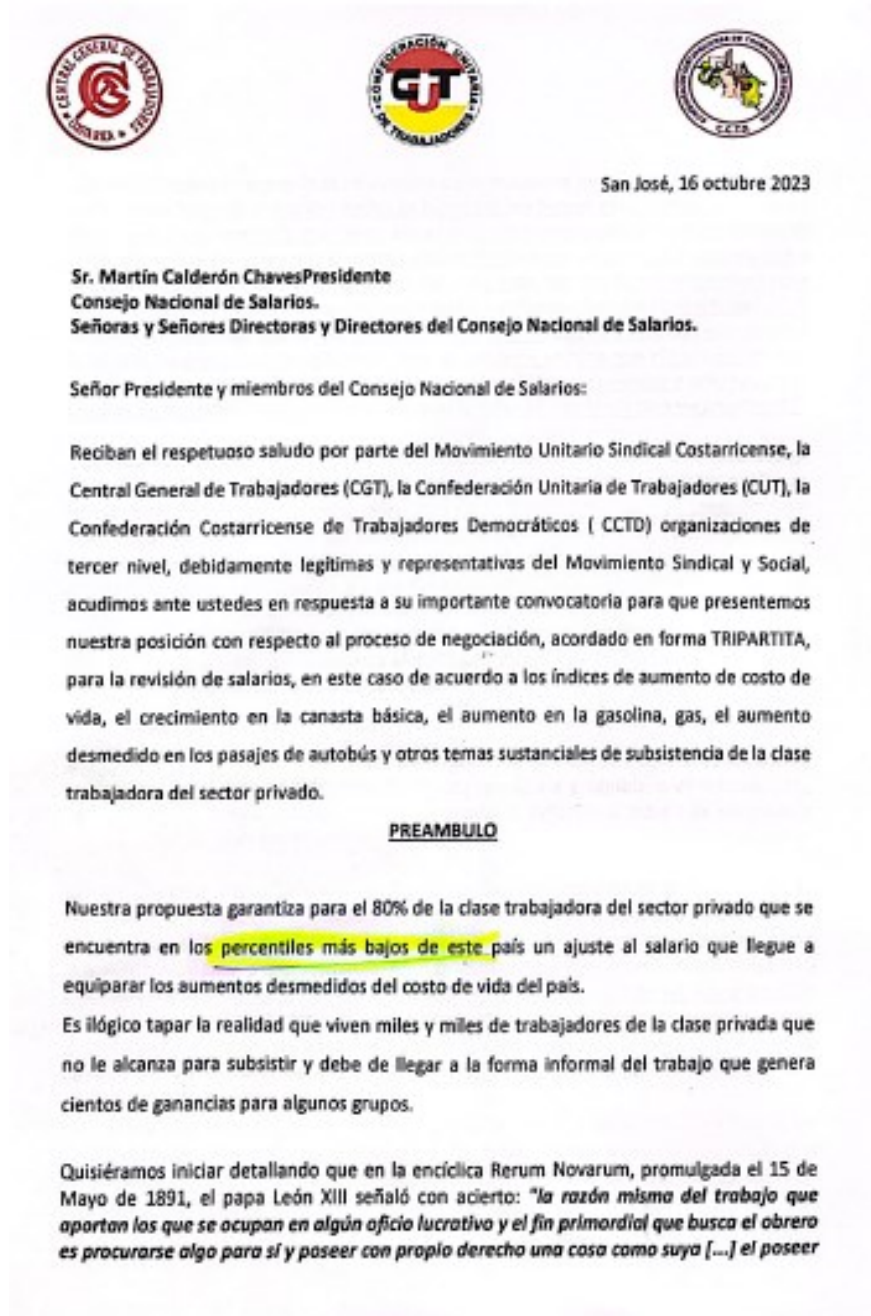 CENTRAL GENERAL DE TRABAJADORES
COSTA RICA
CONFEDERACIÓN UNITARIA
CUT
DE TRABAJADORES
C.C.T.D.
San José, 16 octubre 2023
Sr. Martín Calderón ChavesPresidente
Consejo Nacional de Salarios.
Señoras y Señores Directoras y Directores del Consejo Nacional de Salarios.
Señor Presidente y miembros del Consejo Nacional de Salarios:
Reciban el respetuoso saludo por parte del Movimiento Unitario Sindical Costarricense, la
Central General de Trabajadores (CGT), la Confederación Unitaria de Trabajadores (CUT), la
Confederación Costarricense de Trabajadores Democráticos ( CCTD) organizaciones de
tercer nivel, debidamente legítimas y representativas del Movimiento Sindical y Social,
acudimos ante ustedes en respuesta a su importante convocatoria para que presentemos
nuestra posición con respecto al proceso de negociación, acordado en forma TRIPARTITA,
para la revisión de salarios, en este caso de acuerdo a los índices de aumento de costo de
vida, el crecimiento en la canasta básica, el aumento en la gasolina, gas, el aumento
desmedido en los pasajes de autobús y otros temas sustanciales de subsistencia de la clase
trabajadora del sector privado.
PREAMBULO
Nuestra propuesta garantiza para el 80% de la clase trabajadora del sector privado que se
encuentra en los percentiles más bajos de este país un ajuste al salario que llegue a
equiparar los aumentos desmedidos del costo de vida del país.
Es ilógico tapar la realidad que viven miles y miles de trabajadores de la clase privada que
no le alcanza para subsistir y debe de llegar a la forma informal del trabajo que genera
cientos de ganancias para algunos grupos.
Quisiéramos iniciar detallando que en la encíclica Rerum Novarum, promulgada el 15 de
Mayo de 1891, el papa León XIII señaló con acierto: "la razón misma del trabajo que
aportan los que se ocupan en algún oficio lucrativo y el fin primordial que busca el obrero
es procurarse algo para sí y poseer con propio derecho una cosa como suya [...] el poseer